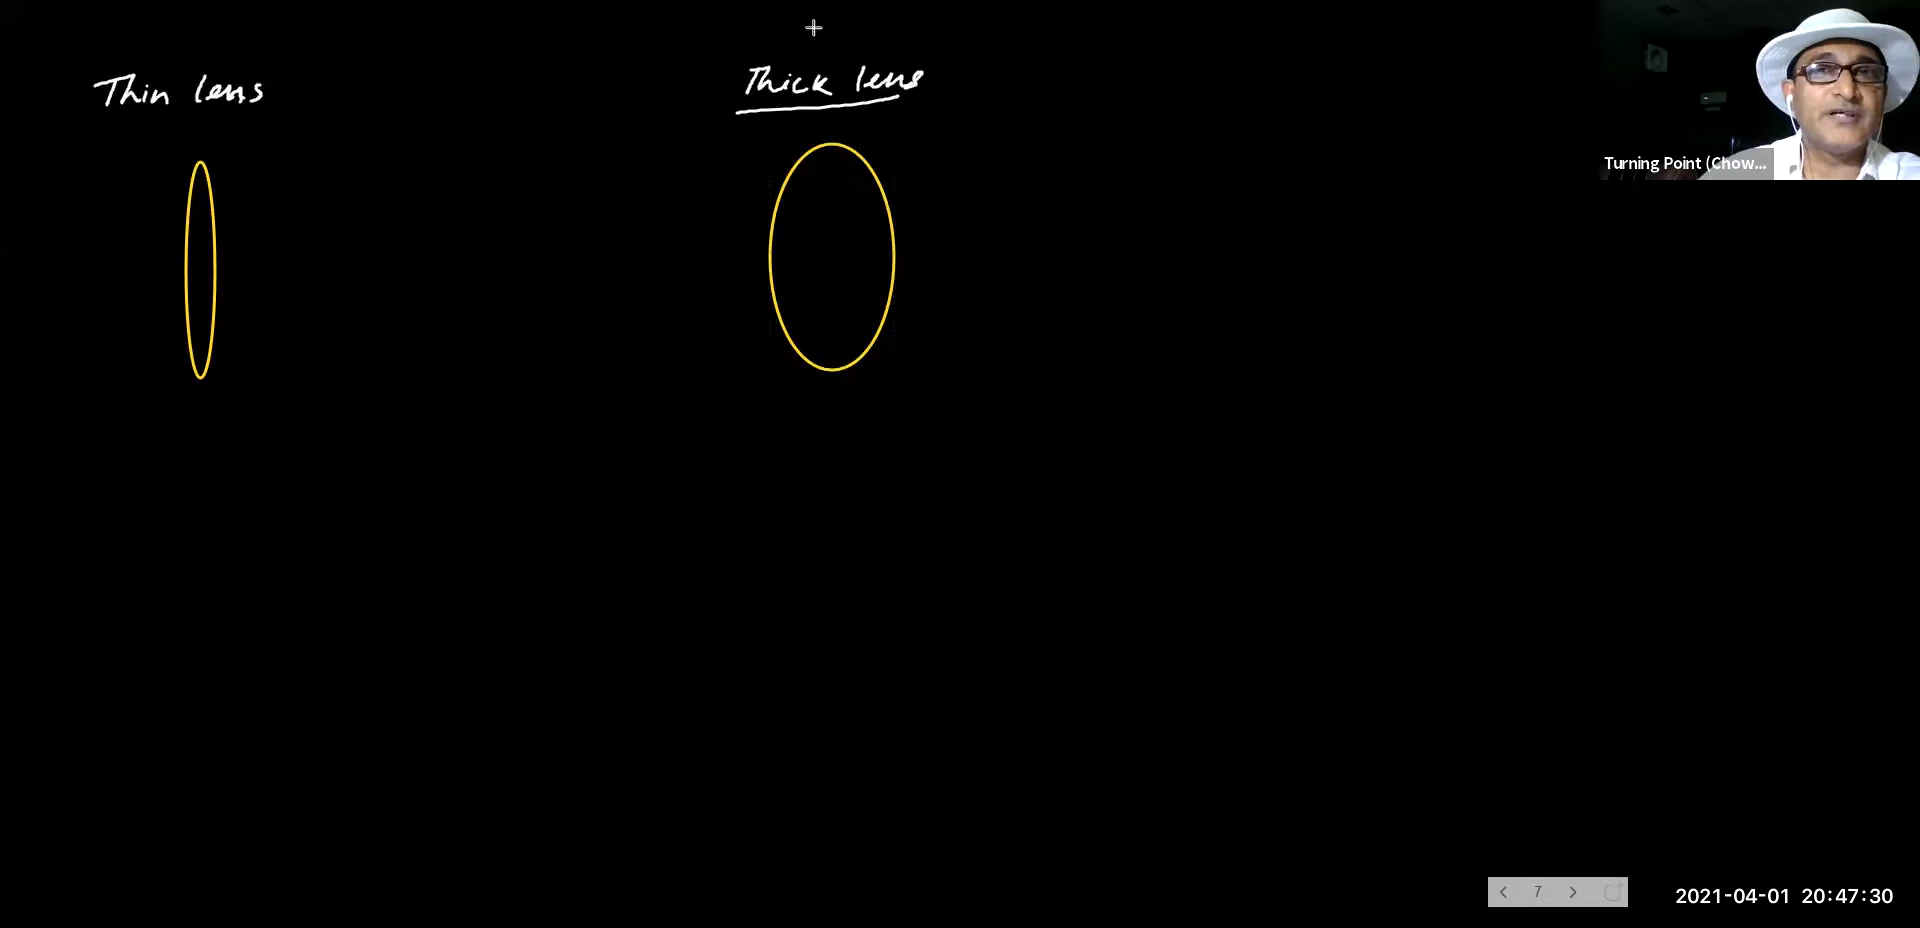 Thin lens
Thick lens
Turning Point (Chow...
7
2021-04-01 20:47:30